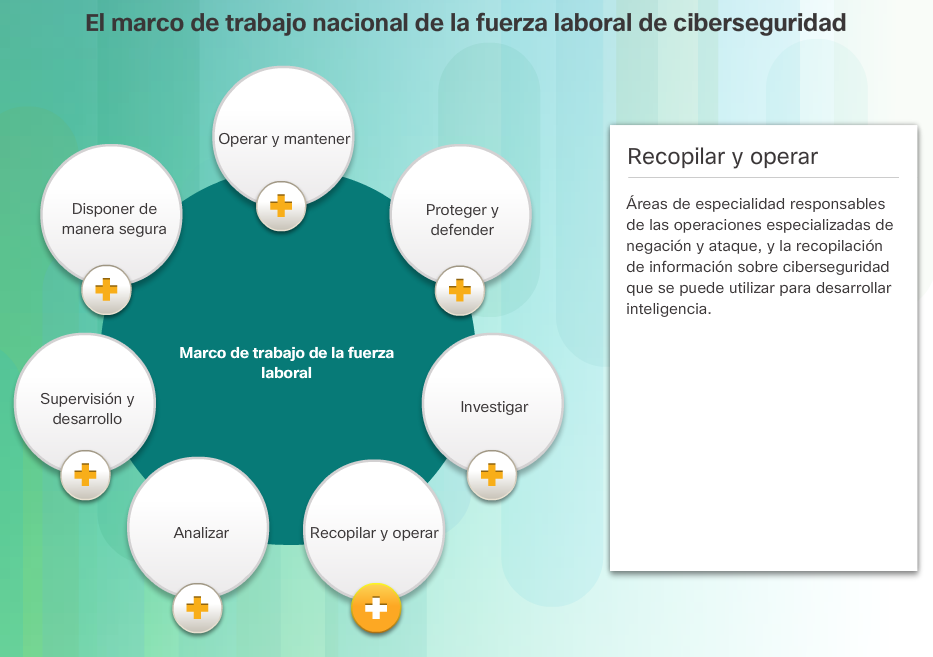 El marco de trabajo nacional de la fuerza laboral de ciberseguridad
Operar y mantener
Disponer de
manera segura
Proteger y
defender
Marco de trabajo de la fuerza
laboral
Supervisión y
desarrollo
Investigar
Analizar
Recopilar y operar
Recopilar y operar
Áreas de especialidad responsables
de las operaciones especializadas de
negación y ataque, y la recopilación
de información sobre ciberseguridad
que se puede utilizar para desarrollar
inteligencia.